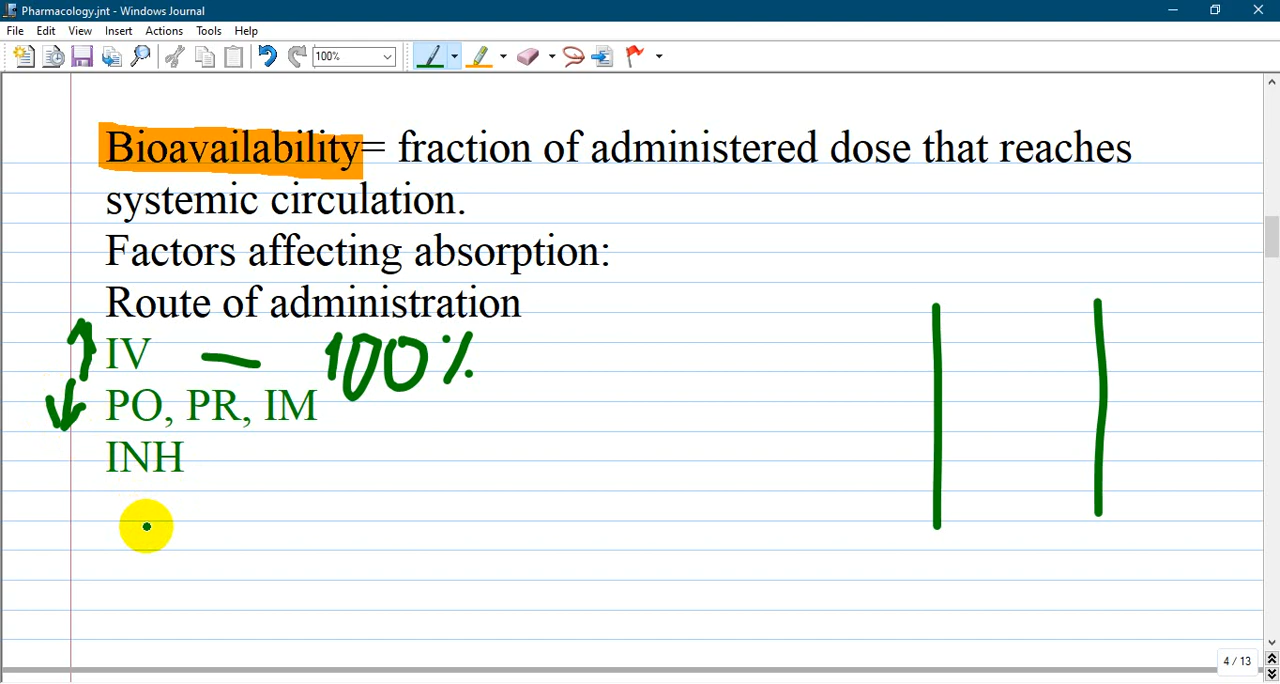 Pharmacology.jnt - Windows Journal
File Edit View Insert Actions Tools Help
100%
Bioavailability= fraction of administered dose that reaches
systemic circulation.
Factors affecting absorption:
Route of administration
IV — 100%
PO, PR, IM
INH
4 / 13